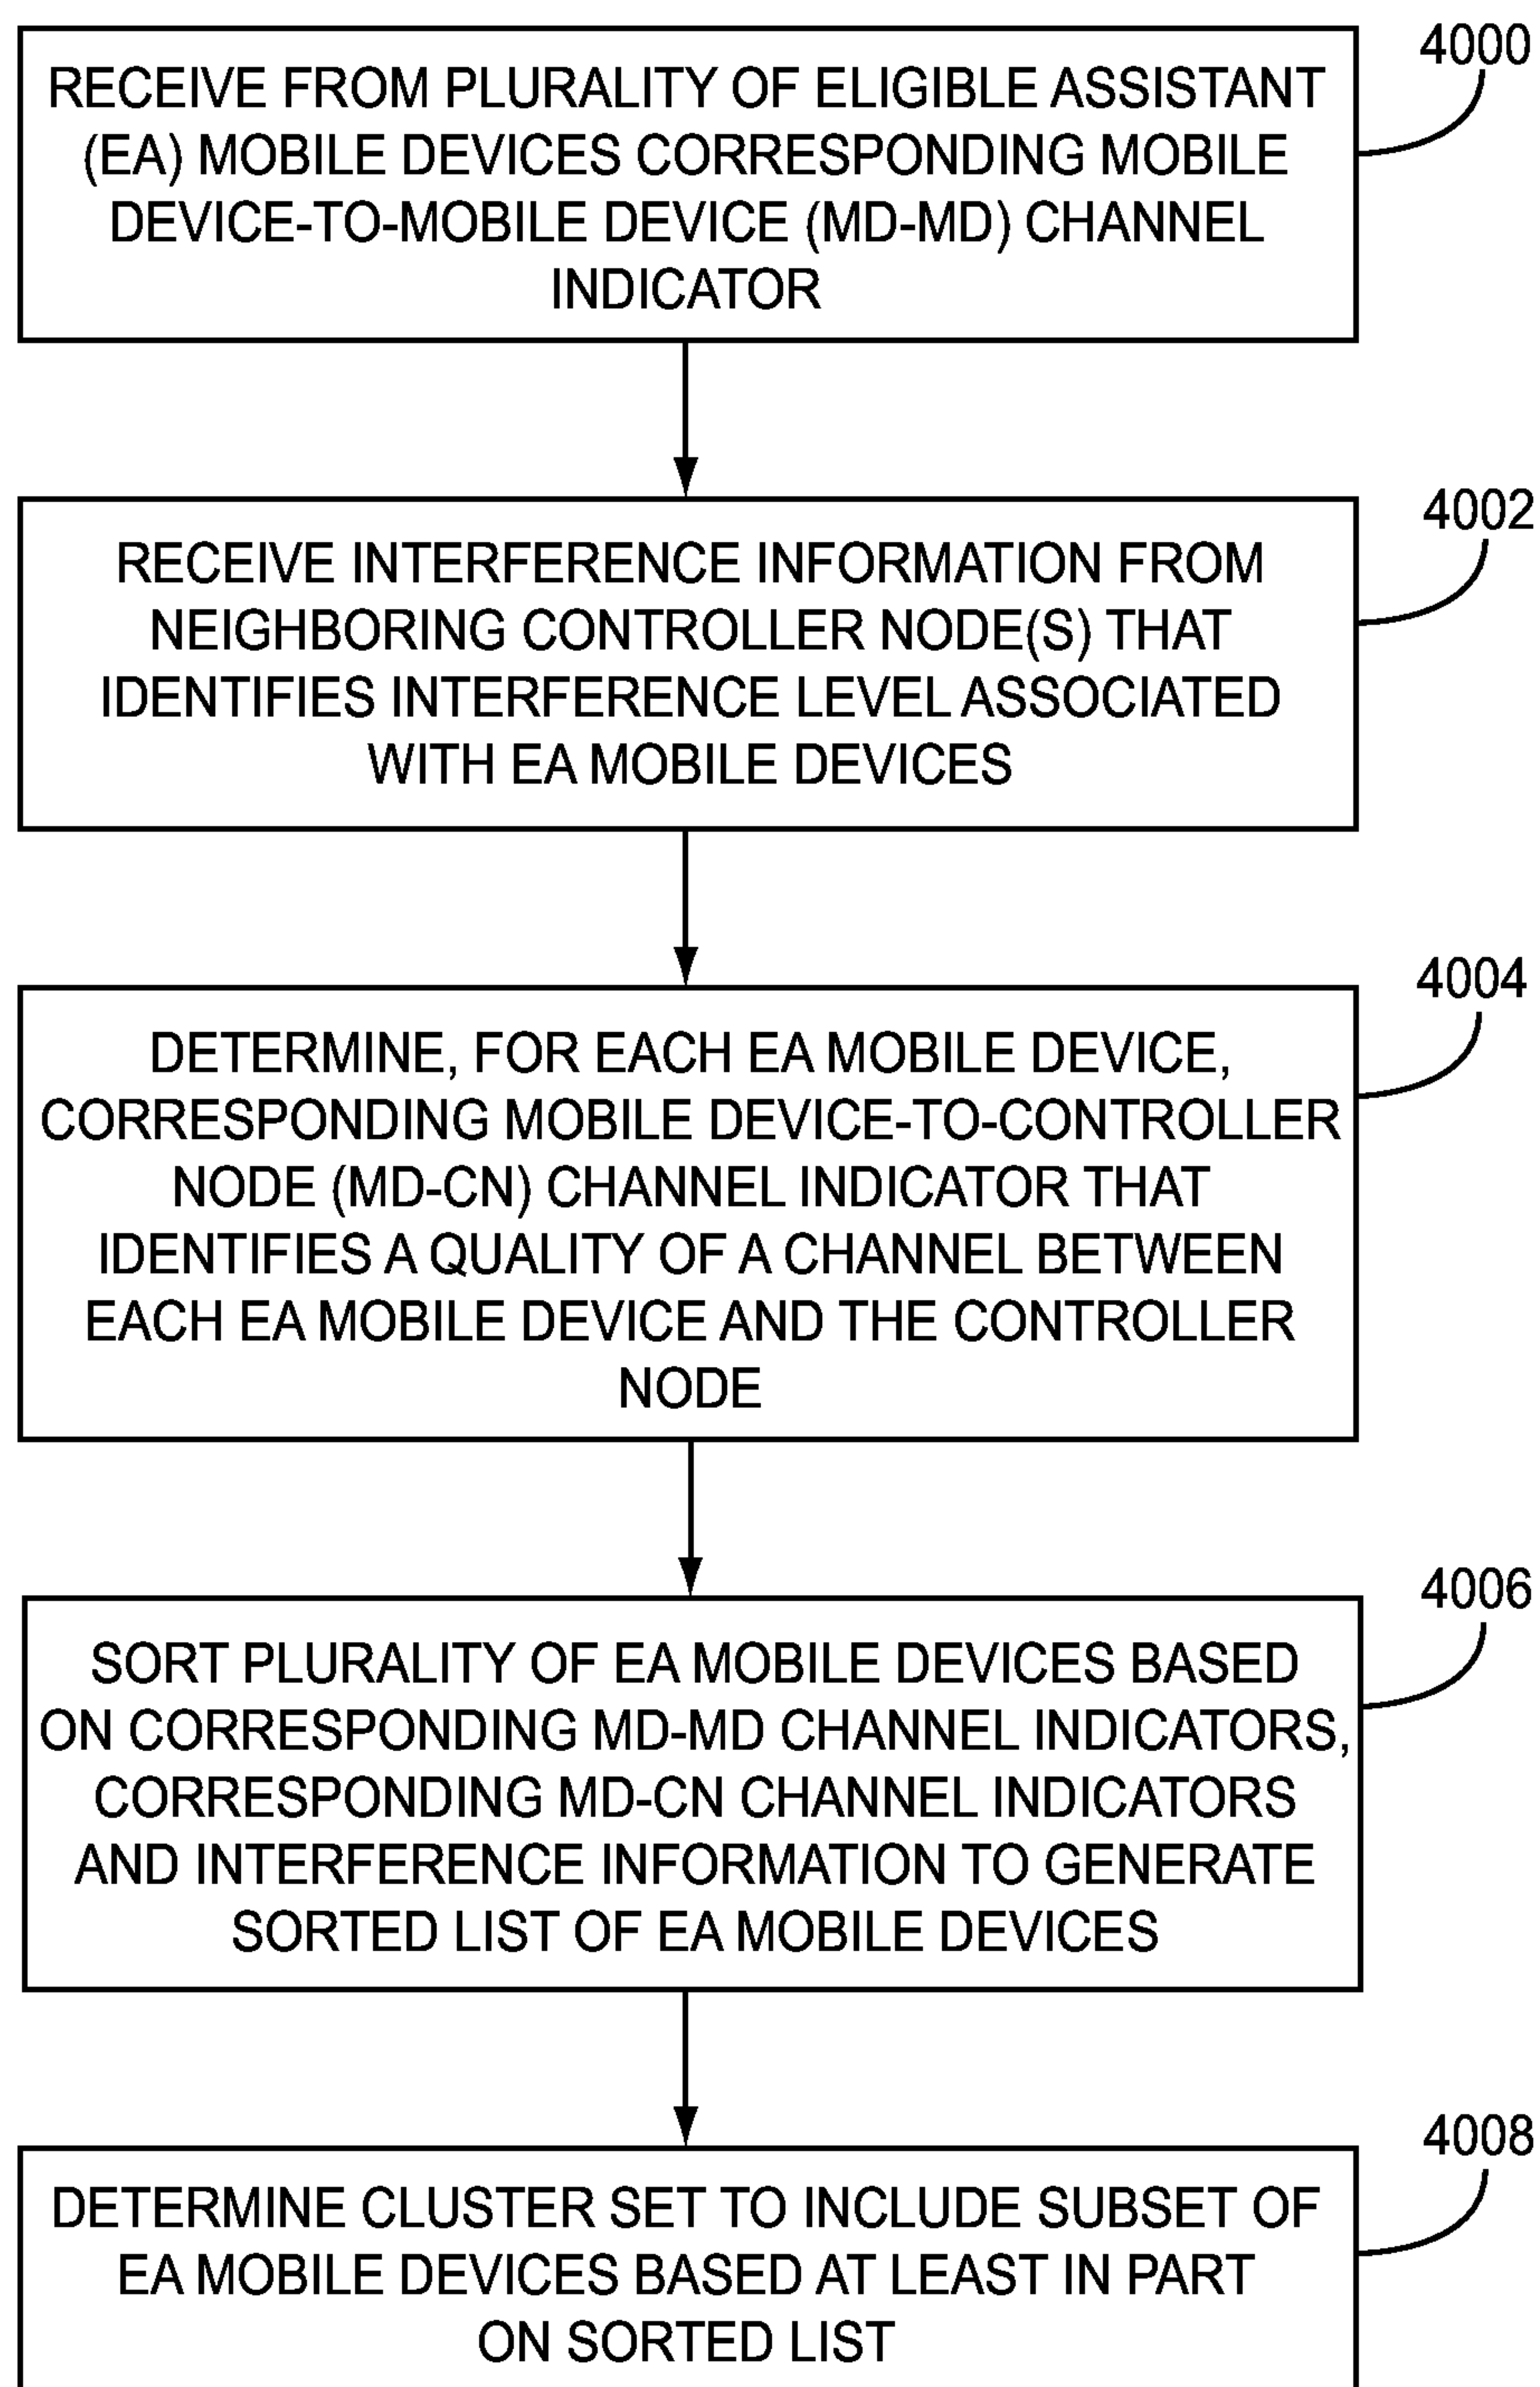 4000
RECEIVE FROM PLURALITY OF ELIGIBLE ASSISTANT
(EA) MOBILE DEVICES CORRESPONDING MOBILE
DEVICE-TO-MOBILE DEVICE (MD-MD) CHANNEL
INDICATOR
4002
RECEIVE INTERFERENCE INFORMATION FROM
NEIGHBORING CONTROLLER NODE(S) THAT
IDENTIFIES INTERFERENCE LEVEL ASSOCIATED
WITH EA MOBILE DEVICES
4004
DETERMINE, FOR EACH EA MOBILE DEVICE,
CORRESPONDING MOBILE DEVICE-TO-CONTROLLER
NODE (MD-CN) CHANNEL INDICATOR THAT
IDENTIFIES A QUALITY OF A CHANNEL BETWEEN
EACH EA MOBILE DEVICE AND THE CONTROLLER
NODE
4006
SORT PLURALITY OF EA MOBILE DEVICES BASED
ON CORRESPONDING MD-MD CHANNEL INDICATORS,
CORRESPONDING MD-CN CHANNEL INDICATORS
AND INTERFERENCE INFORMATION TO GENERATE
SORTED LIST OF EA MOBILE DEVICES
4008
DETERMINE CLUSTER SET TO INCLUDE SUBSET OF
EA MOBILE DEVICES BASED AT LEAST IN PART
ON SORTED LIST